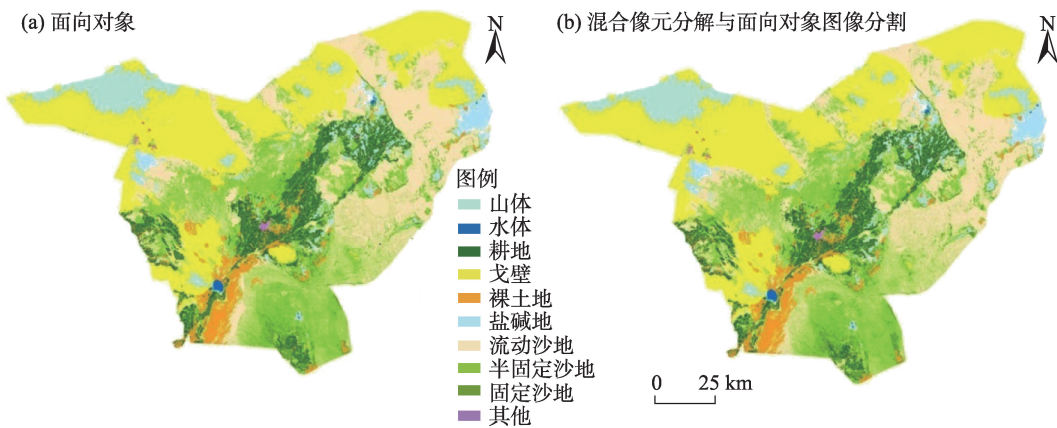 (a) 面向对象
N
(b) 混合像元分解与面向对象图像分割
N
图例
山体
水体
耕地
戈壁
裸土地
盐碱地
流动沙地
半固定沙地
固定沙地
其他
0 25 km